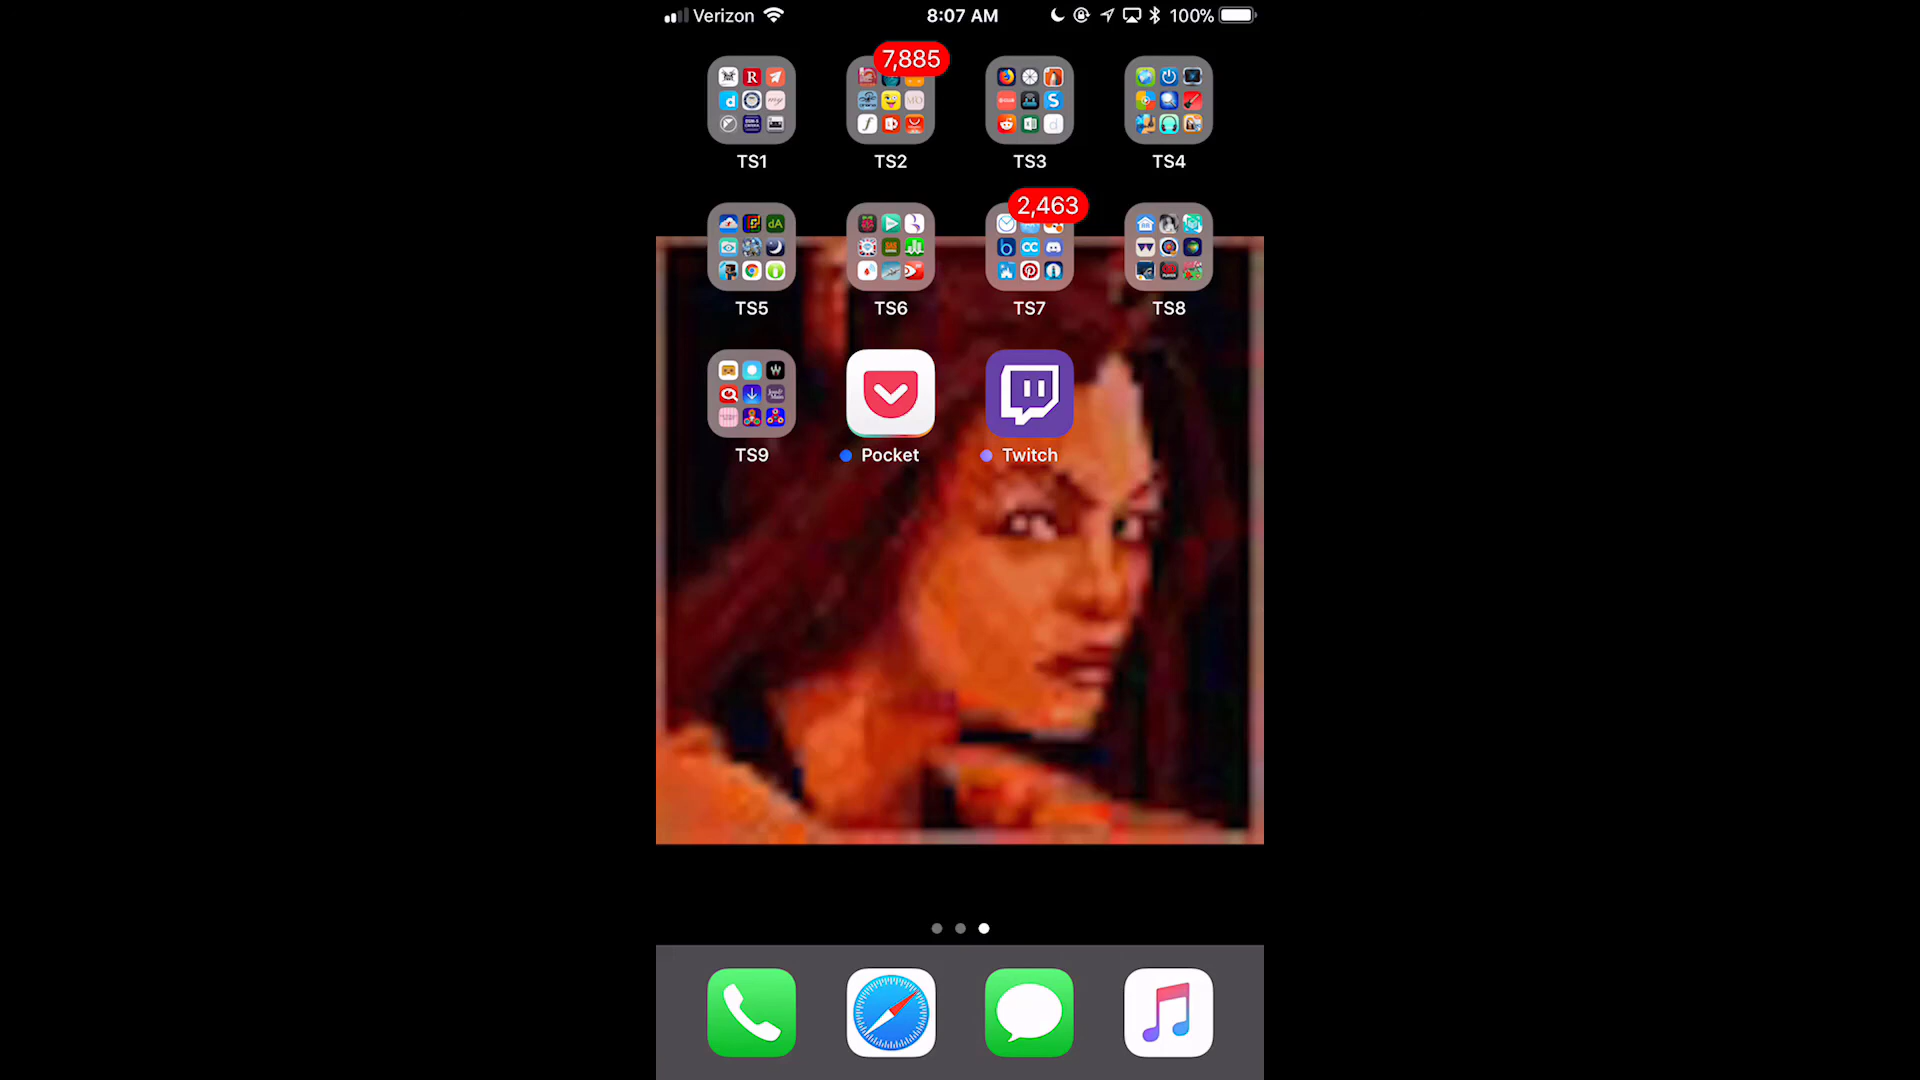 Verizon 8:07 AM 100%
7,885
TS1 TS2 TS3 TS4
2,463
TS5 TS6 TS7 TS8
TS9 Pocket Twitch